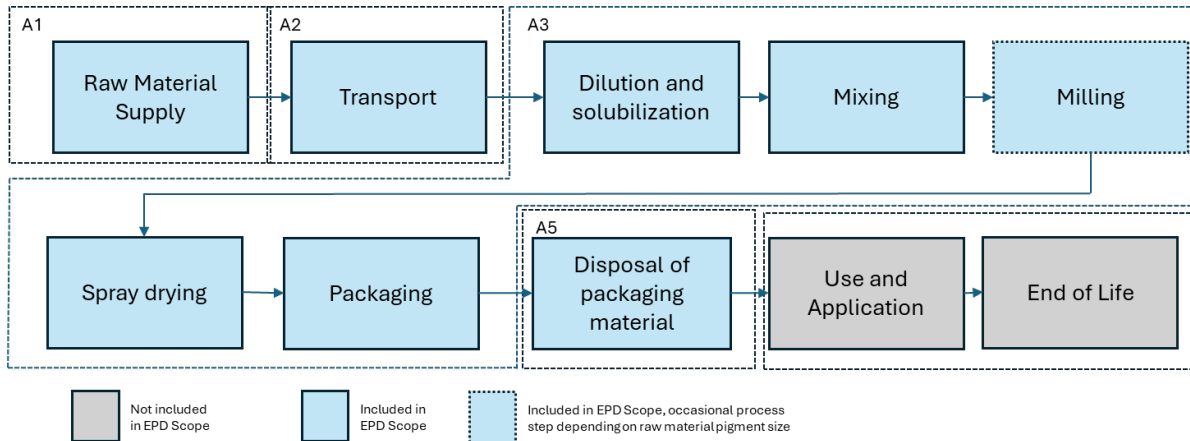 A1
A2
A3
Raw Material
Supply
Transport
Dilution and
solubilization
Mixing
Milling
A5
Spray drying
Packaging
Disposal of
packaging
material
Use and
Application
End of Life
Not included
in EPD Scope
Included in
EPD Scope
Included in EPD Scope, occasional process
step depending on raw material pigment size